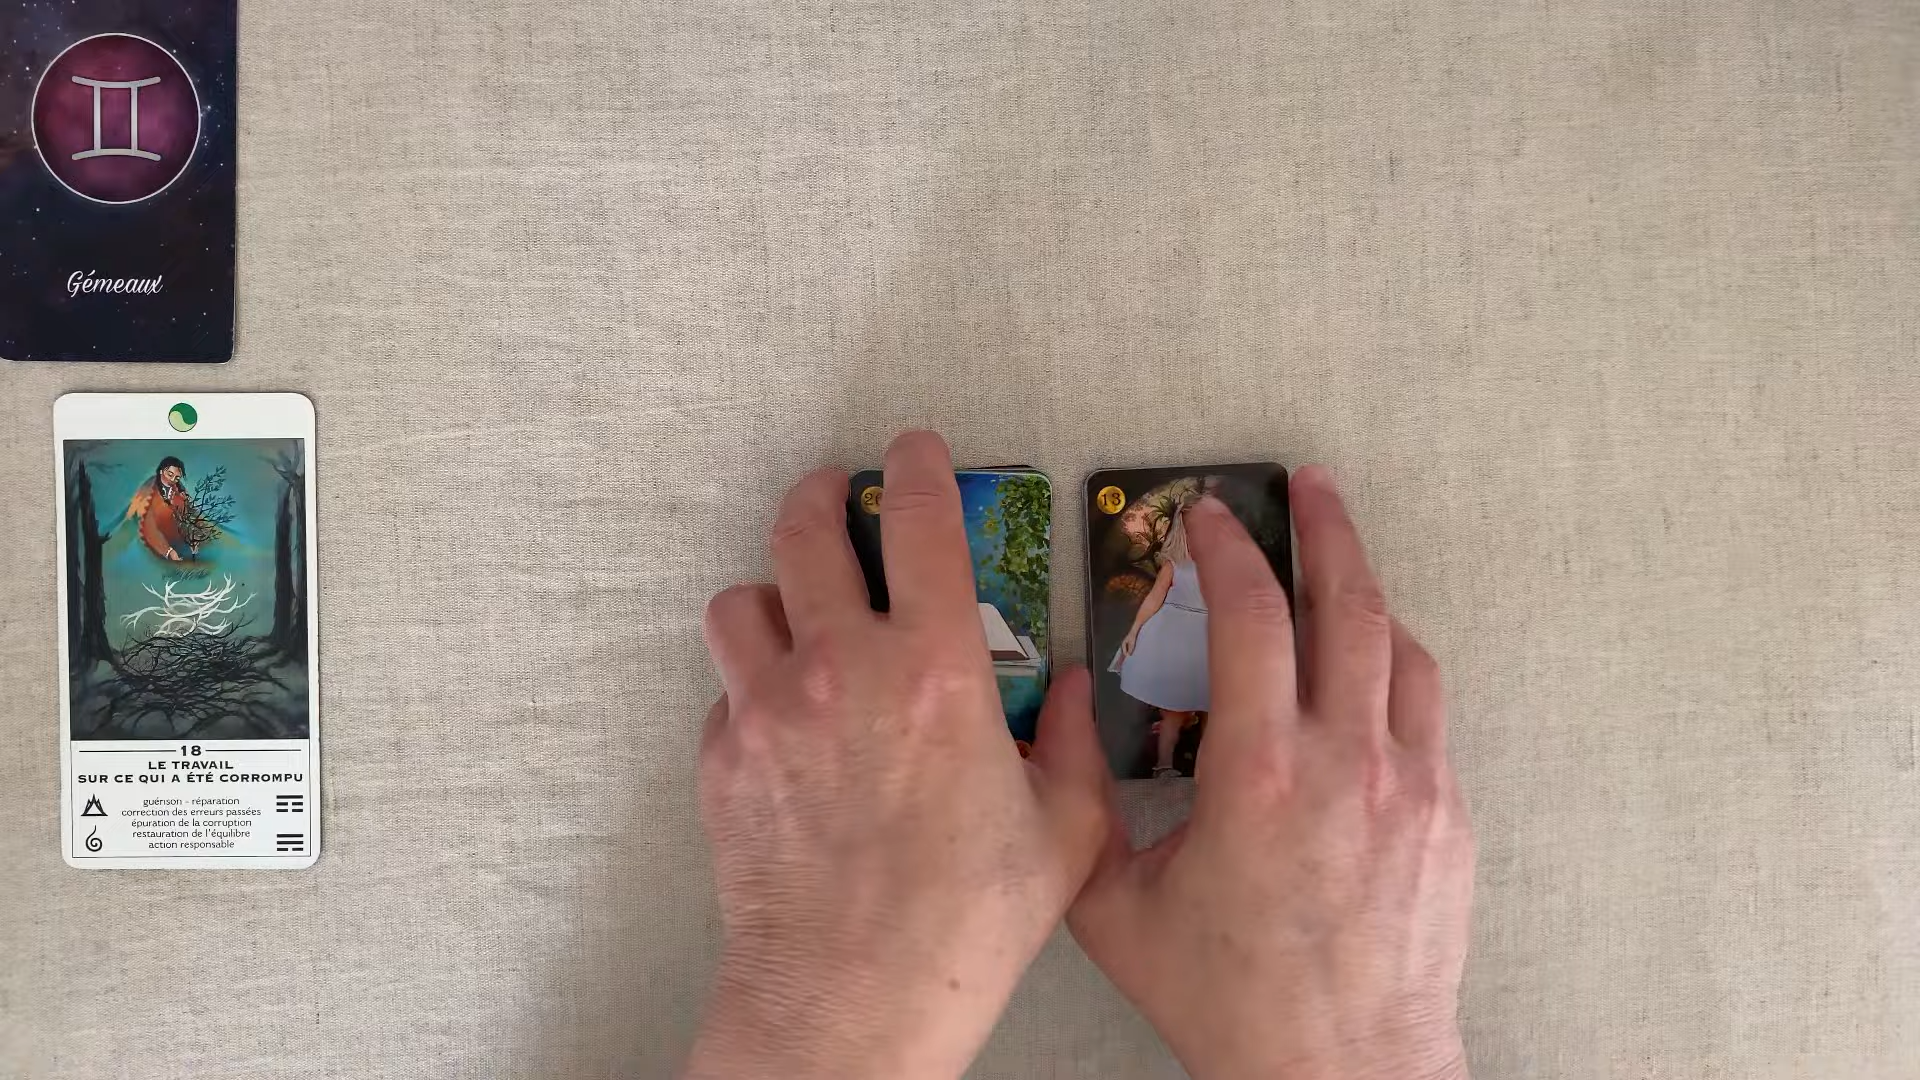 Gémeaux
18
LE TRAVAIL
SUR CE QUI A ÉTÉ CORROMPU
guérison - réparation
correction des erreurs passées
épuration de la corruption
restauration de l'équilibre
action responsable
13